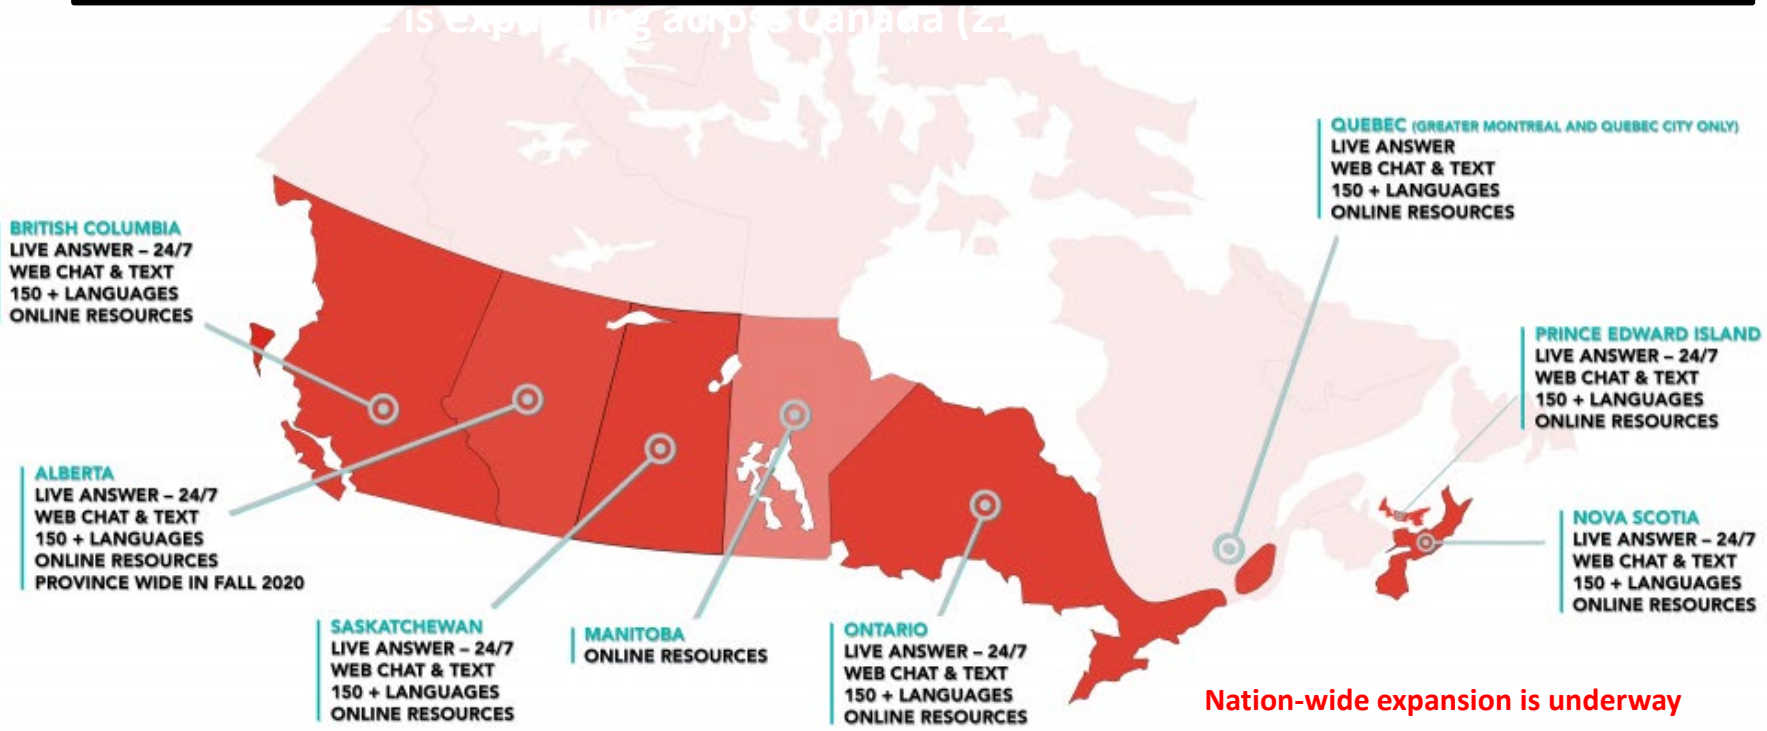 is expanding across Canada
QUEBEC (GREATER MONTREAL AND QUEBEC CITY ONLY)
LIVE ANSWER
WEB CHAT & TEXT
150 + LANGUAGES
ONLINE RESOURCES
BRITISH COLUMBIA
LIVE ANSWER – 24/7
WEB CHAT & TEXT
150 + LANGUAGES
ONLINE RESOURCES
PRINCE EDWARD ISLAND
LIVE ANSWER – 24/7
WEB CHAT & TEXT
150 + LANGUAGES
ONLINE RESOURCES
ALBERTA
LIVE ANSWER – 24/7
WEB CHAT & TEXT
150 + LANGUAGES
ONLINE RESOURCES
PROVINCE WIDE IN FALL 2020
NOVA SCOTIA
LIVE ANSWER – 24/7
WEB CHAT & TEXT
150 + LANGUAGES
ONLINE RESOURCES
SASKATCHEWAN
LIVE ANSWER – 24/7
WEB CHAT & TEXT
150 + LANGUAGES
ONLINE RESOURCES
MANITOBA
ONLINE RESOURCES
ONTARIO
LIVE ANSWER – 24/7
WEB CHAT & TEXT
150 + LANGUAGES
ONLINE RESOURCES
Nation-wide expansion is underway